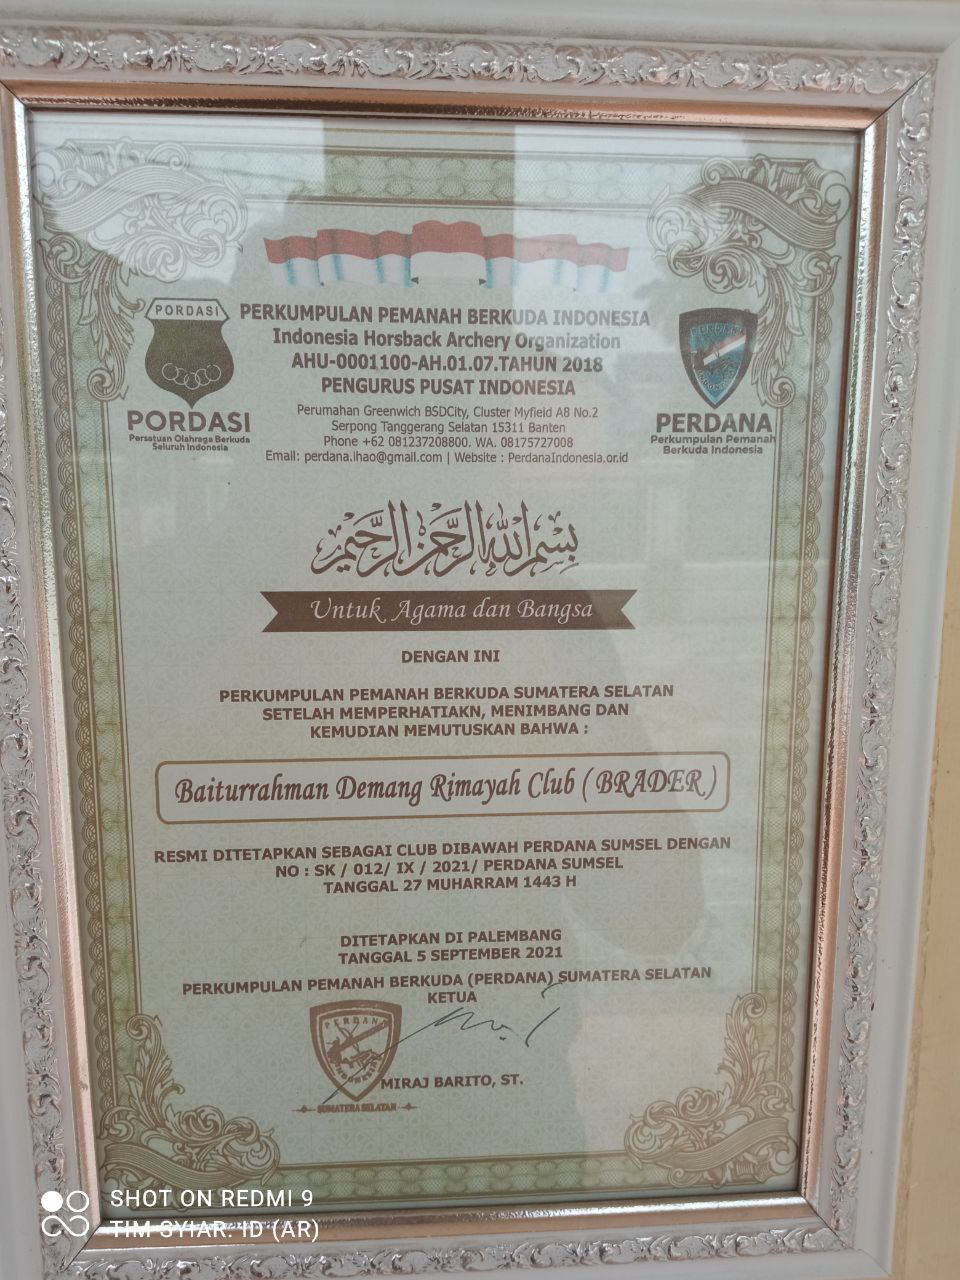 PORDASI
PORDASI
Persatuan Olahraga Berkuda
Seluruh Indonesia
PERKUMPULAN PEMANAH BERKUDA INDONESIA
Indonesia Horsback Archery Organization
AHU-0001100-AH.01.07.TAHUN 2018
PENGURUS PUSAT INDONESIA
Perumahan Greenwich BSDCity, Cluster Myfield A8 No.2
Serpong Tanggerang Selatan 15311 Banten
Phone +62 081237208800. WA. 08175727008
Email: perdana.ihao@gmail.com | Website : PerdanaIndonesia.or.id
PERDANA
PERDANA
Perkumpulan Pemanah
Berkuda Indonesia
بسم الله الرحمن الرحيم
Untuk Agama dan Bangsa
DENGAN INI
PERKUMPULAN PEMANAH BERKUDA SUMATERA SELATAN
SETELAH MEMPERHATIAKN, MENIMBANG DAN
KEMUDIAN MEMUTUSKAN BAHWA :
Baiturrahman Demang Rimayah Club ( BRADER )
RESMI DITETAPKAN SEBAGAI CLUB DIBAWAH PERDANA SUMSEL DENGAN
NO : SK / 012/ IX / 2021/ PERDANA SUMSEL
TANGGAL 27 MUHARRAM 1443 H
DITETAPKAN DI PALEMBANG
TANGGAL 5 SEPTEMBER 2021
PERKUMPULAN PEMANAH BERKUDA (PERDANA) SUMATERA SELATAN
KETUA
PERDANA
INDONESIA
SUMATERA SELATAN
MIRAJ BARITO, ST.
SHOT ON REDMI 9
TIM SYIAR. ID (AR)